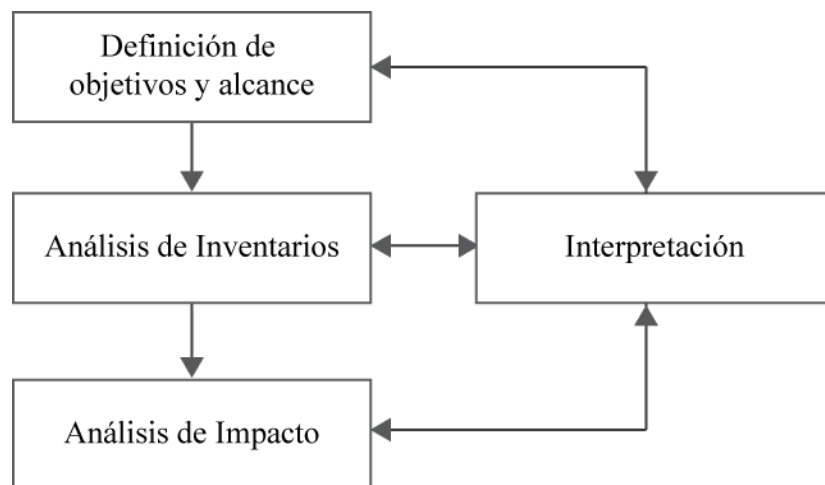 Definición de
objetivos y alcance
Análisis de Inventarios
Interpretación
Análisis de Impacto